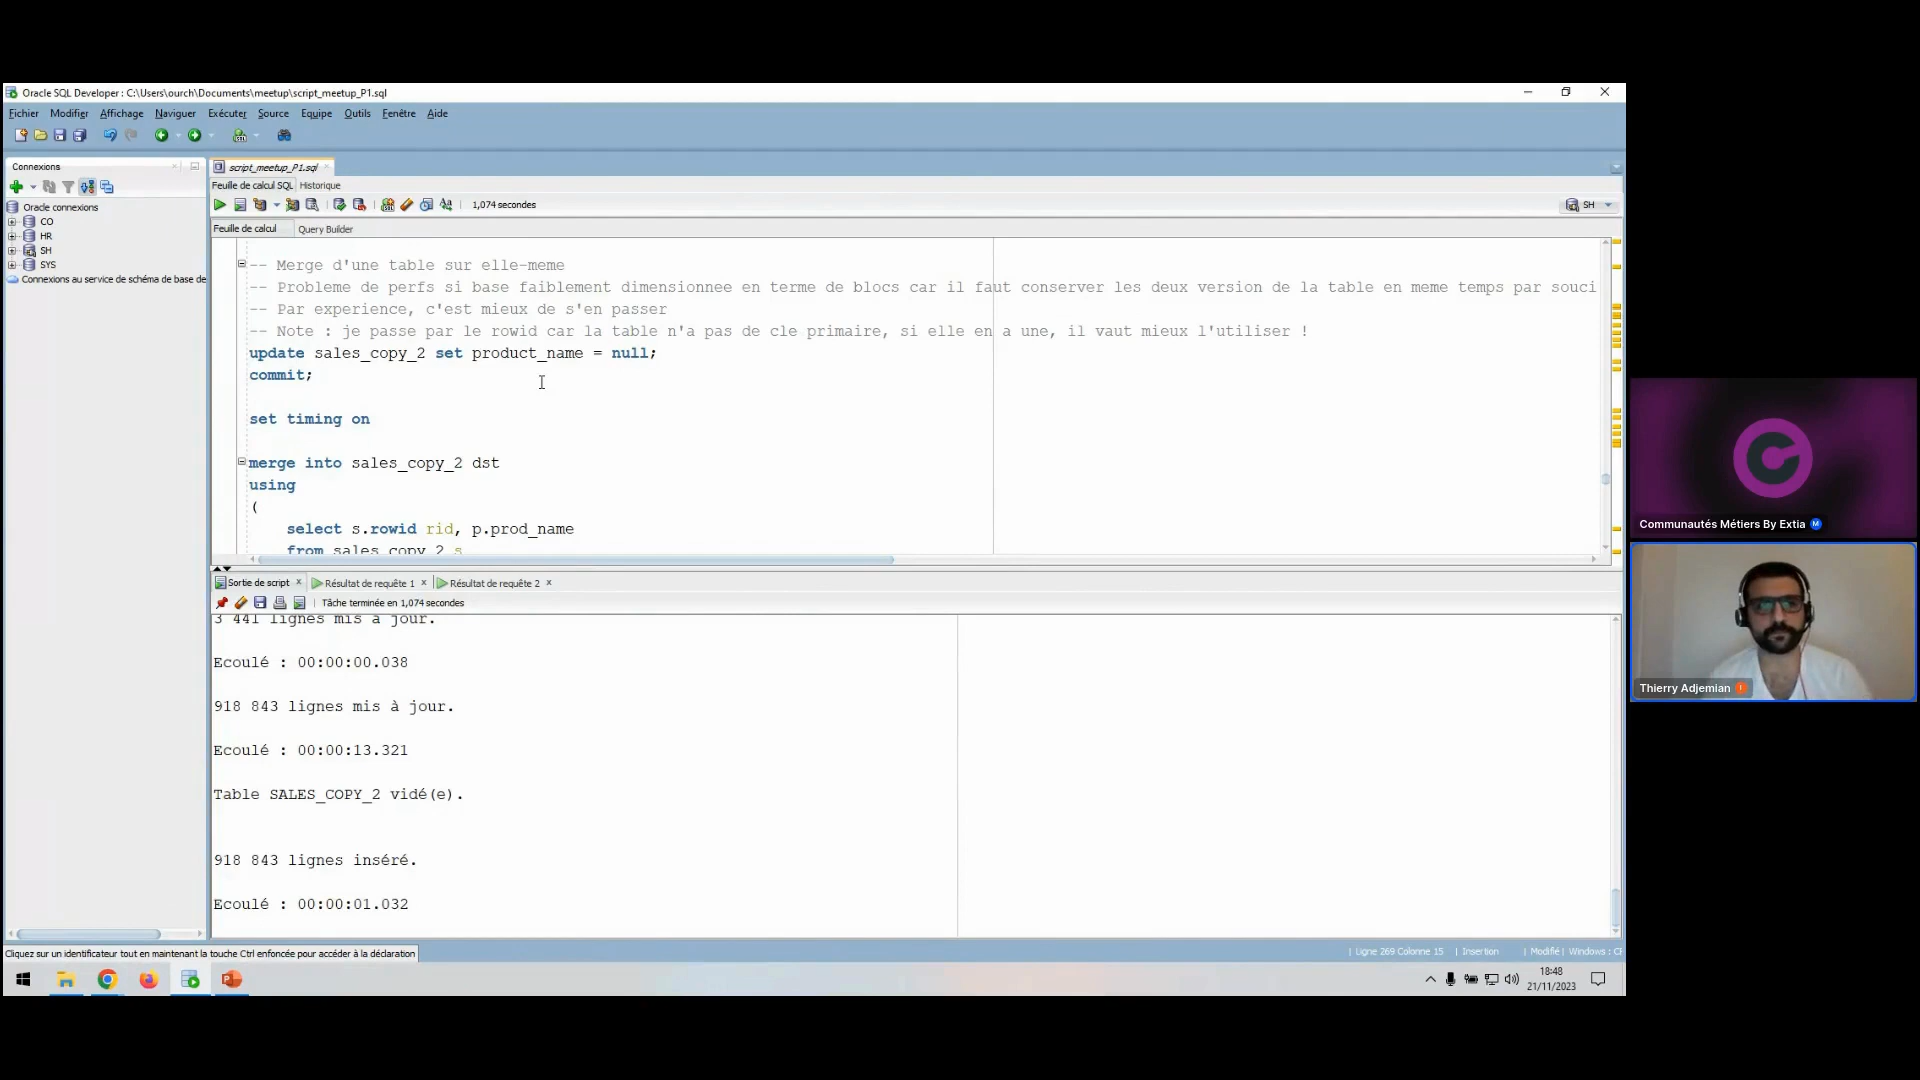 Oracle SQL Developer : C:\Users\ourch\Documents\meetup\script_meetup_P1.sql
Fichier Modifier Affichage Naviguer Exécuter Source Equipe Outils Fenêtre Aide
Connexions
script_meetup_P1.sql
Feuille de calcul SQL Historique
1,074 secondes
SH
Feuille de calcul Query Builder
Oracle connexions
CO
HR
SH
SYS
Connexions au service de schéma de base de
-- Merge d'une table sur elle-meme
-- Probleme de perfs si base faiblement dimensionnee en terme de blocs car il faut conserver les deux version de la table en meme temps par souci
-- Par experience, c'est mieux de s'en passer
-- Note : je passe par le rowid car la table n'a pas de cle primaire, si elle en a une, il vaut mieux l'utiliser !
update sales_copy_2 set product_name = null;
commit;
set timing on
merge into sales_copy_2 dst
using
(
select s.rowid rid, p.prod_name
from sales_copy_2 s
Sortie de script Résultat de requête 1 Résultat de requête 2
Tâche terminée en 1,074 secondes
3 441 lignes mis à jour.
Ecoulé : 00:00:00.038
918 843 lignes mis à jour.
Ecoulé : 00:00:13.321
Table SALES_COPY_2 vidé(e).
918 843 lignes inséré.
Ecoulé : 00:00:01.032
Cliquez sur un identificateur tout en maintenant la touche Ctrl enfoncée pour accéder à la déclaration
Ligne 269 Colonne 15 Insertion Modifié Windows :
18:48
21/11/2023
Communautés Métiers By Extia
Thierry Adjemian